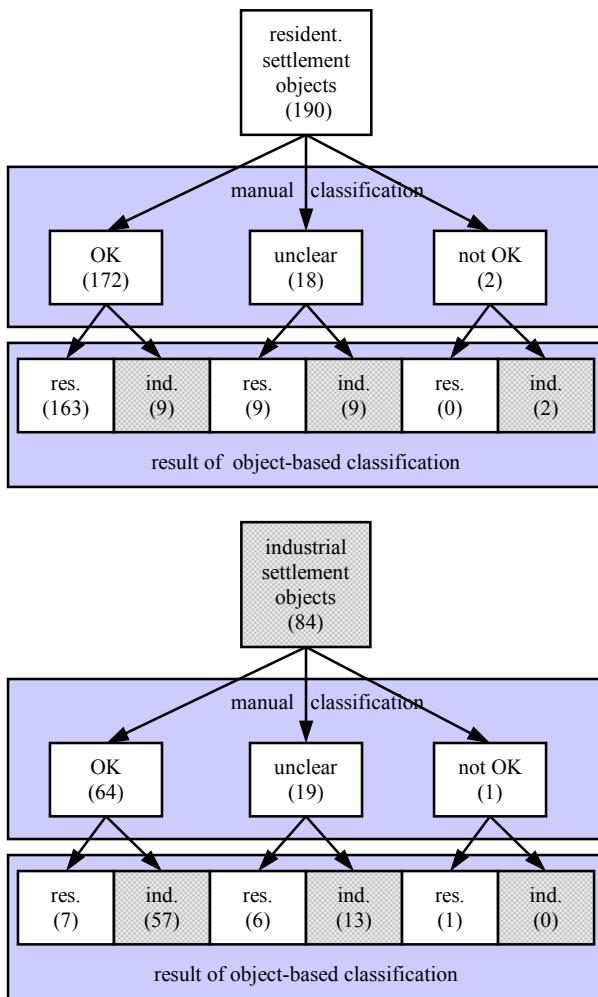 resident.
settlement
objects
(190)
manual classification
OK
(172)
unclear
(18)
not OK
(2)
res.
(163)
ind.
(9)
res.
(9)
ind.
(9)
res.
(0)
ind.
(2)
result of object-based classification
industrial
settlement
objects
(84)
manual classification
OK
(64)
unclear
(19)
not OK
(1)
res.
(7)
ind.
(57)
res.
(6)
ind.
(13)
res.
(1)
ind.
(0)
result of object-based classification